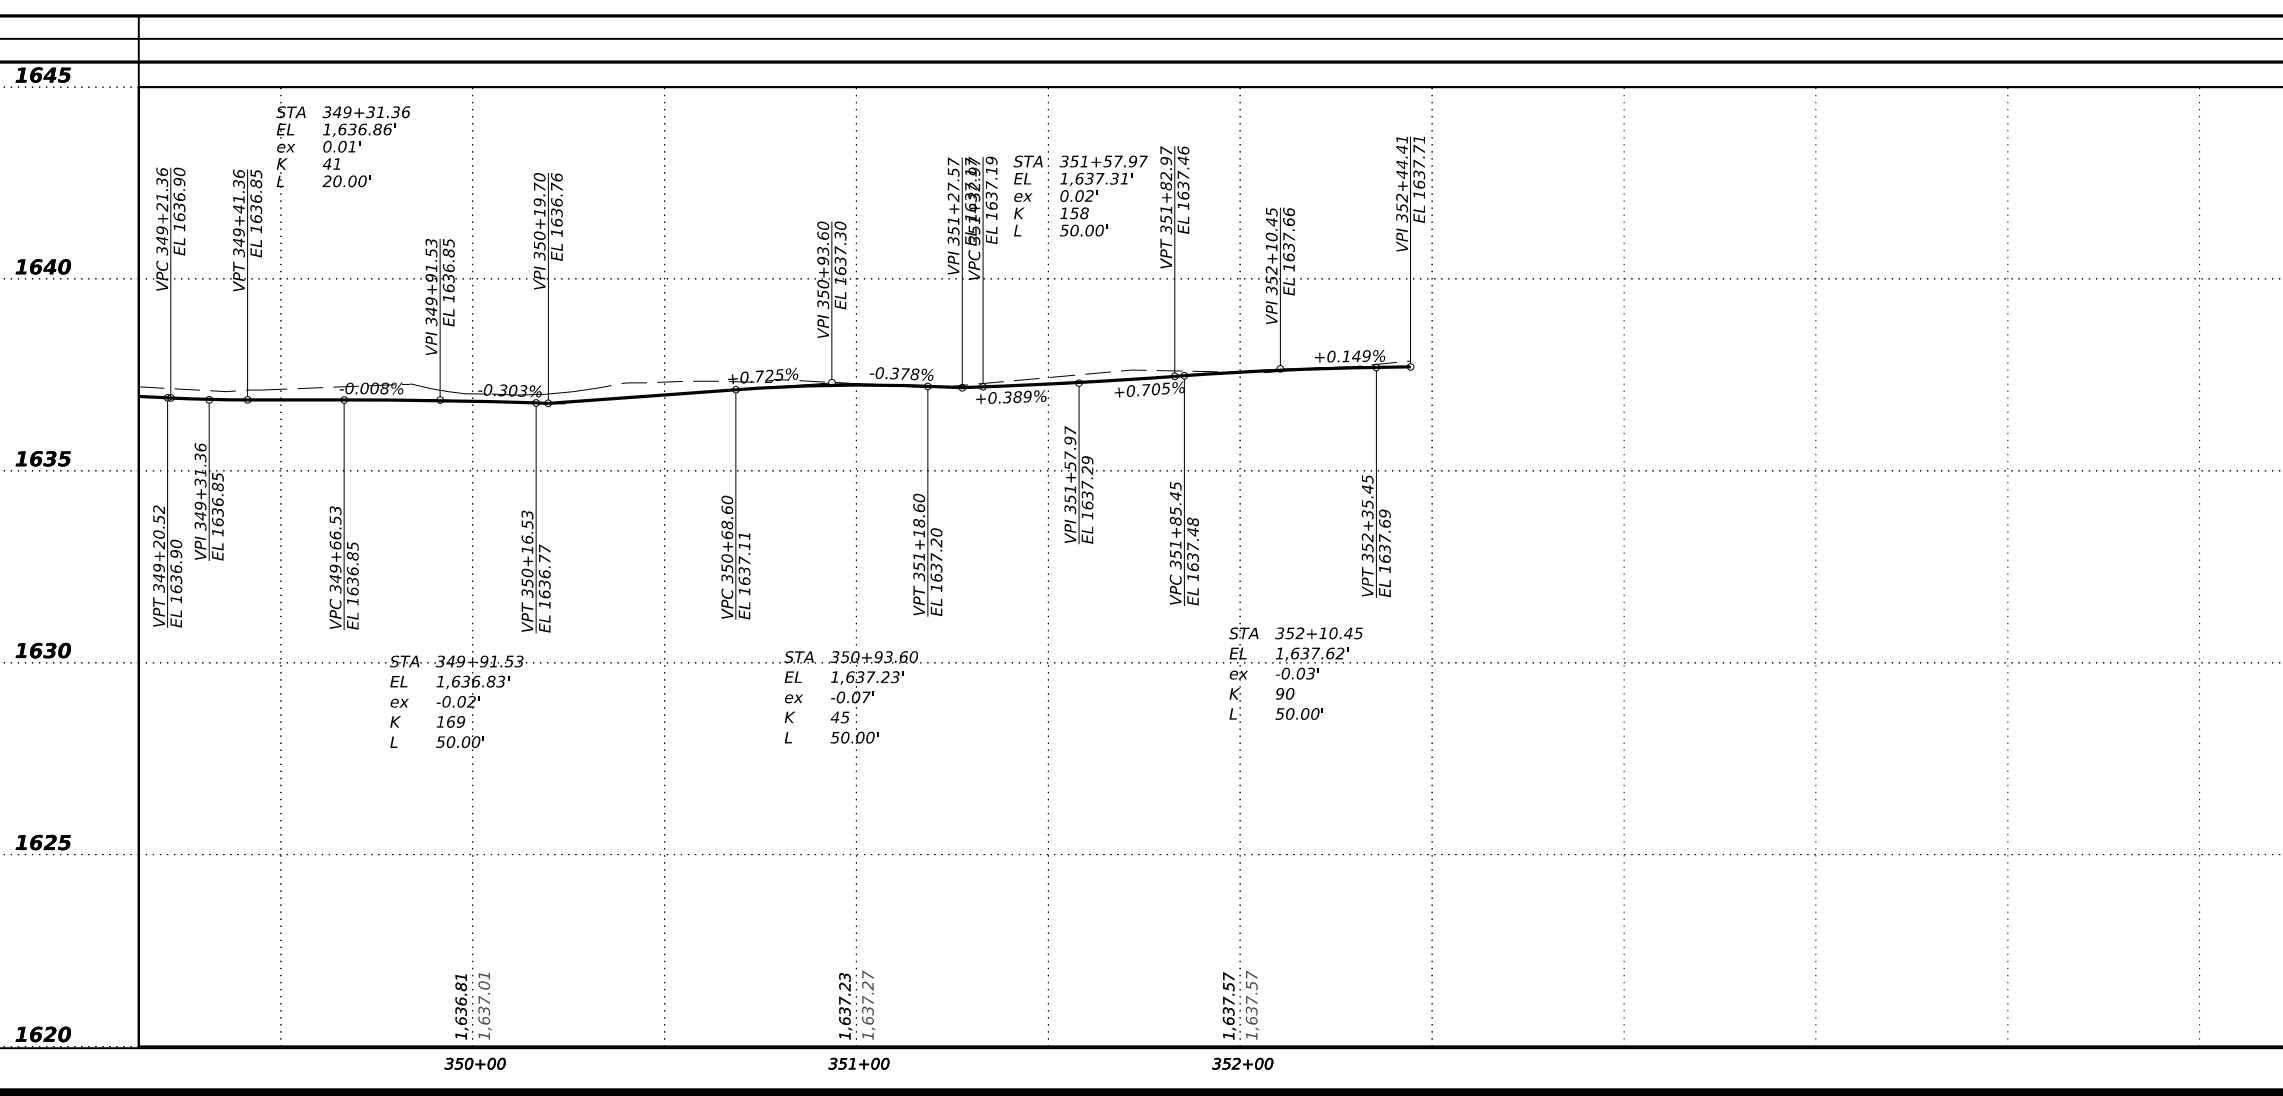 1645
1640
1635
1630
1625
1620
STA 349+31.36
EL 1,636.86'
ex 0.01'
K 41
L 20.00'
STA 351+57.97
EL 1,637.31'
ex 0.02'
K 158
L 50.00'
VPC 349+21.36
EL 1636.90
VPT 349+41.36
EL 1636.85
VPI 349+91.53
EL 1636.85
VPI 350+19.70
EL 1636.76
VPI 350+93.60
EL 1637.30
VPI 351+27.57
EL 1637.17
VPC 351+32.97
EL 1637.19
VPT 351+82.97
EL 1637.46
VPI 352+10.45
EL 1637.66
VPI 352+44.41
EL 1637.71
-0.008%
-0.303%
+0.725%
-0.378%
+0.389%
+0.705%
+0.149%
VPT 349+20.52
EL 1636.90
VPI 349+31.36
EL 1636.85
VPC 349+66.53
EL 1636.85
VPT 350+16.53
EL 1636.77
VPC 350+68.60
EL 1637.11
VPT 351+18.60
EL 1637.20
VPI 351+57.97
EL 1637.29
VPC 351+85.45
EL 1637.48
VPT 352+35.45
EL 1637.69
STA 349+91.53
EL 1,636.83'
ex -0.02'
K 169
L 50.00'
STA 350+93.60
EL 1,637.23'
ex -0.07'
K 45
L 50.00'
STA 352+10.45
EL 1,637.62'
ex -0.03'
K 90
L 50.00'
1,636.81
1,637.01
1,637.23
1,637.27
1,637.57
1,637.57
350+00
351+00
352+00